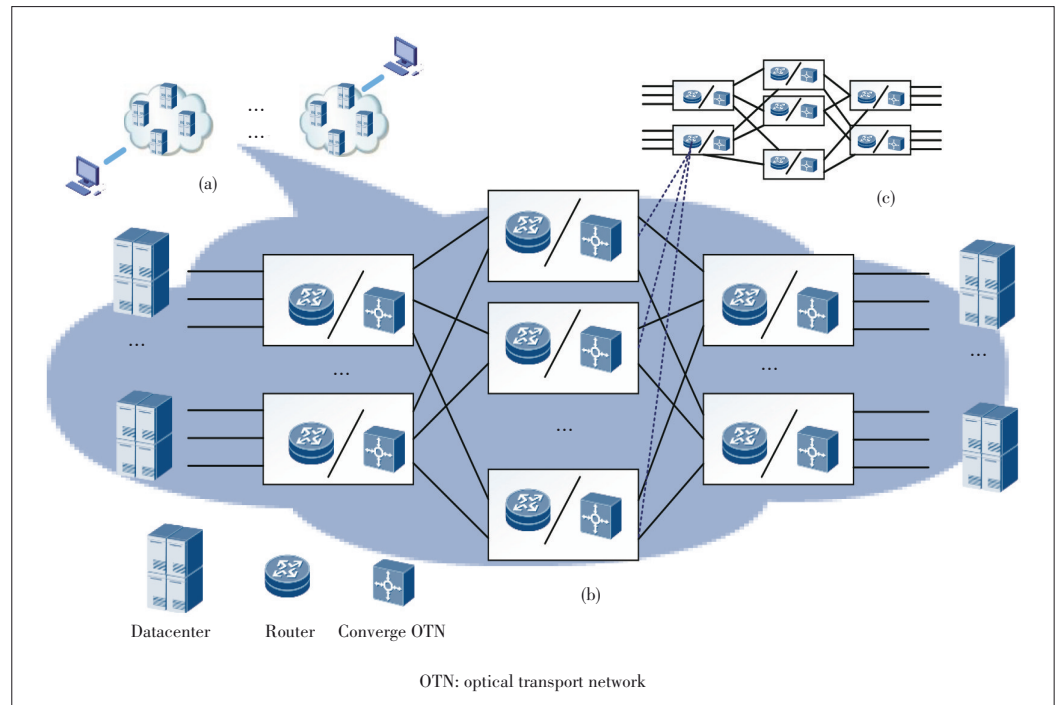 ...
...
(a)
(c)
...
...
...
...
...
(b)
Datacenter
Router
Converge OTN
OTN: optical transport network